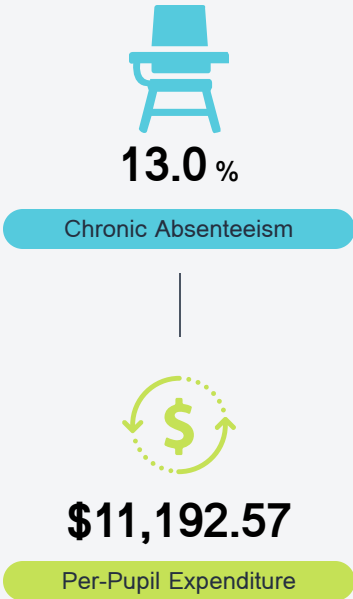 13.0 %
Chronic Absenteeism
$
$11,192.57
Per-Pupil Expenditure